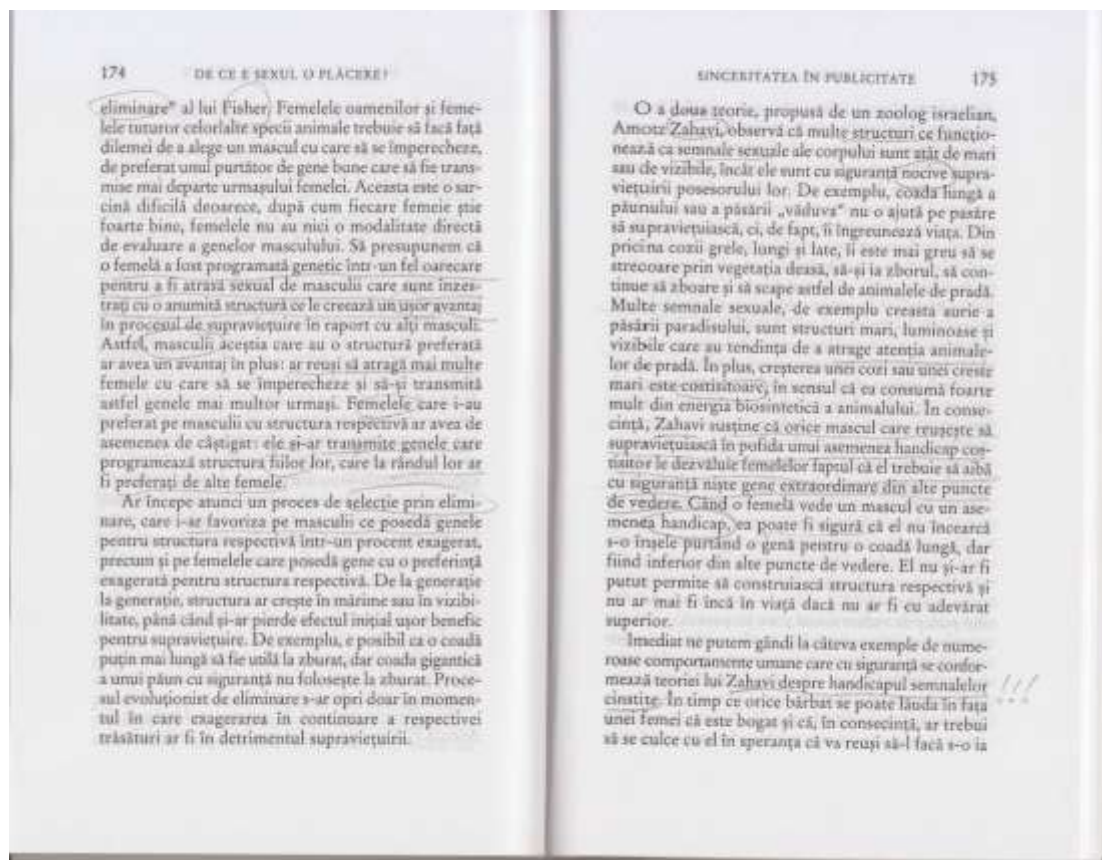 174
DE CE E SEXUL O PLĂCERE?
eliminare" al lui Fisher. Femelele oamenilor și feme-
lele tuturor celorlalte specii animale trebuie să facă față
dilemei de a alege un mascul cu care să se împerecheze,
de preferat unul purtător de gene bune care să fie trans-
mise mai departe urmașului femelei. Aceasta este o sar-
cină dificilă deoarece, după cum fiecare femeie știe
foarte bine, femelele nu au nici o modalitate directă
de evaluare a genelor masculului. Să presupunem că
o femelă a fost programată genetic într-un fel oarecare
pentru a fi atrasă sexual de masculii care sunt înzes-
trați cu o anumită structură ce le creează un ușor avantaj
în procesul de supraviețuire în raport cu alți masculi.
Astfel, masculii aceștia care au o structură preferată
ar avea un avantaj în plus: ar reuși să atragă mai multe
femele cu care să se împerecheze și să-și transmită
astfel genele mai multor urmași. Femelele care i-au
preferat pe masculii cu structura respectivă ar avea de
asemenea de câștigat: ele și-ar transmite genele care
programează structura fiilor lor, care la rândul lor ar
fi preferați de alte femele.
Ar începe atunci un proces de selecție prin elimi-
nare, care i-ar favoriza pe masculii ce posedă genele
pentru structura respectivă într-un procent exagerat,
precum și pe femelele care posedă gene cu o preferință
exagerată pentru structura respectivă. De la generație
la generație, structura ar crește în mărime sau în vizibi-
litate, până când și-ar pierde efectul inițial ușor benefic
pentru supraviețuire. De exemplu, e posibil ca o coadă
puțin mai lungă să fie utilă la zburat, dar coada gigantică
a unui păun cu siguranță nu folosește la zburat. Proce-
sul evoluționist de eliminare s-ar opri doar în momen-
tul în care exagerarea în continuare a respectivei
trăsături ar fi în detrimentul supraviețuirii.
SINCERITATEA ÎN PUBLICITATE
175
O a doua teorie, propusă de un zoolog israelian,
Amotz Zahavi, observă că multe structuri ce funcțio-
nează ca semnale sexuale ale corpului sunt atât de mari
sau de vizibile, încât ele sunt cu siguranță nocive supra-
viețuirii posesorului lor. De exemplu, coada lungă a
păunului sau a păsării „văduva" nu o ajută pe pasăre
să supraviețuiască, ci, de fapt, îi îngreunează viața. Din
pricina cozii grele, lungi și late, îi este mai greu să se
strecoare prin vegetația deasă, să-și ia zborul, să con-
tinue să zboare și să scape astfel de animalele de pradă.
Multe semnale sexuale, de exemplu creasta aurie a
păsării paradisului, sunt structuri mari, luminoase și
vizibile care au tendința de a atrage atenția animale-
lor de pradă. În plus, creșterea unei cozi sau unei creste
mari este costisitoare, în sensul că ea consumă foarte
mult din energia biosintetică a animalului. În conse-
cință, Zahavi susține că orice mascul care reușește să
supraviețuiască în pofida unui asemenea handicap cos-
tisitor le dezvăluie femelelor faptul că el trebuie să aibă
cu siguranță niște gene extraordinare din alte puncte
de vedere. Când o femelă vede un mascul cu un ase-
menea handicap, ea poate fi sigură că el nu încearcă
s-o înșele purtând o genă pentru o coadă lungă, dar
fiind inferior din alte puncte de vedere. El nu și-ar fi
putut permite să construiască structura respectivă și
nu ar mai fi încă în viață dacă nu ar fi cu adevărat
superior.
Imediat ne putem gândi la câteva exemple de nume-
roase comportamente umane care cu siguranță se confor-
mează teoriei lui Zahavi despre handicapul semnalelor !!!
cinstite. În timp ce orice bărbat se poate lăuda în fața
unei femei că este bogat și că, în consecință, ar trebui
să se culce cu el în speranța că va reuși să-l facă s-o ia